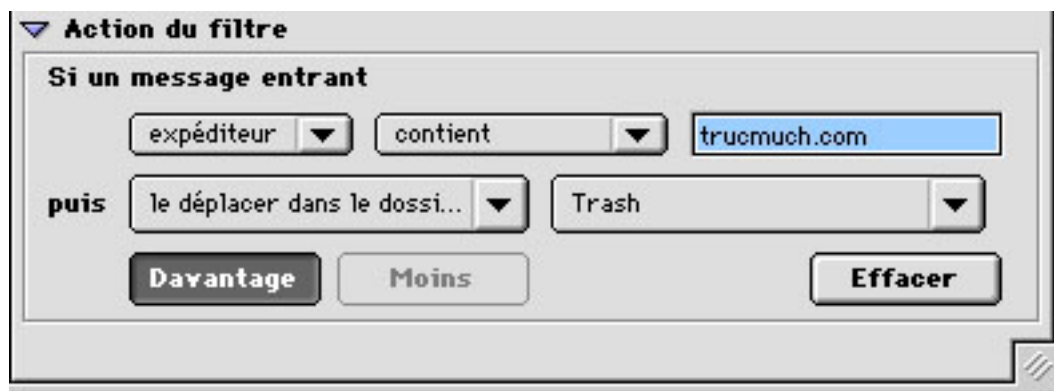 Action du filtre
Si un message entrant
expéditeur contient trucmuch.com
puis le déplacer dans le dossi... Trash
Davantage Moins Effacer